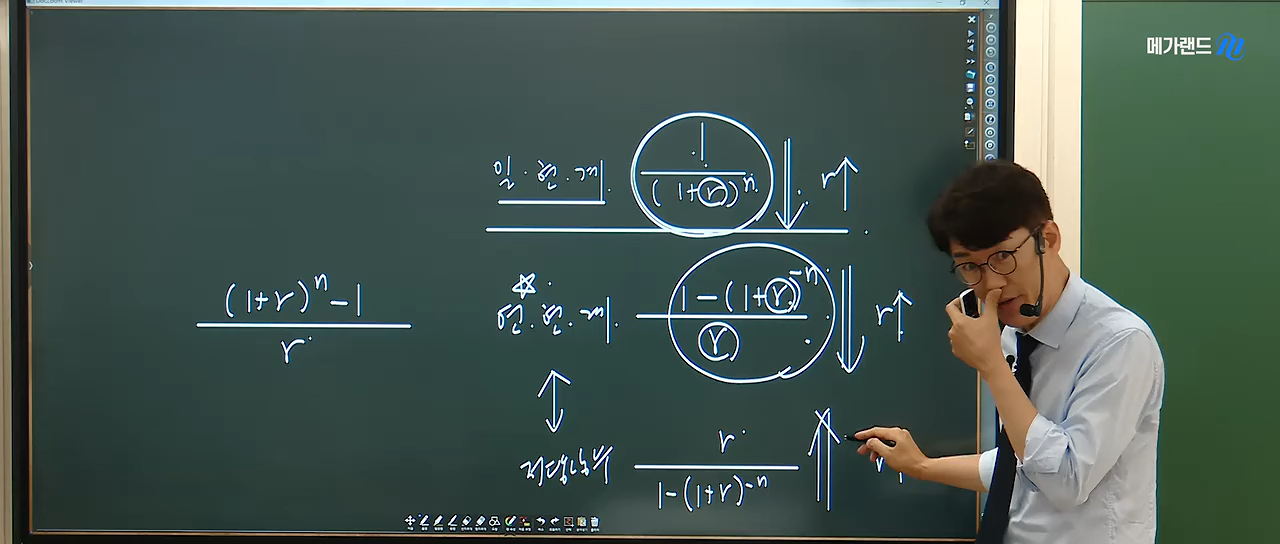 메가랜드
일·현·계.
1/(1+r)^n
r↑
(1+r)^n-1/r
☆
연·현·계.
1-(1+r)^-n/r
r↑
저당상수
r/1-(1+r)^-n